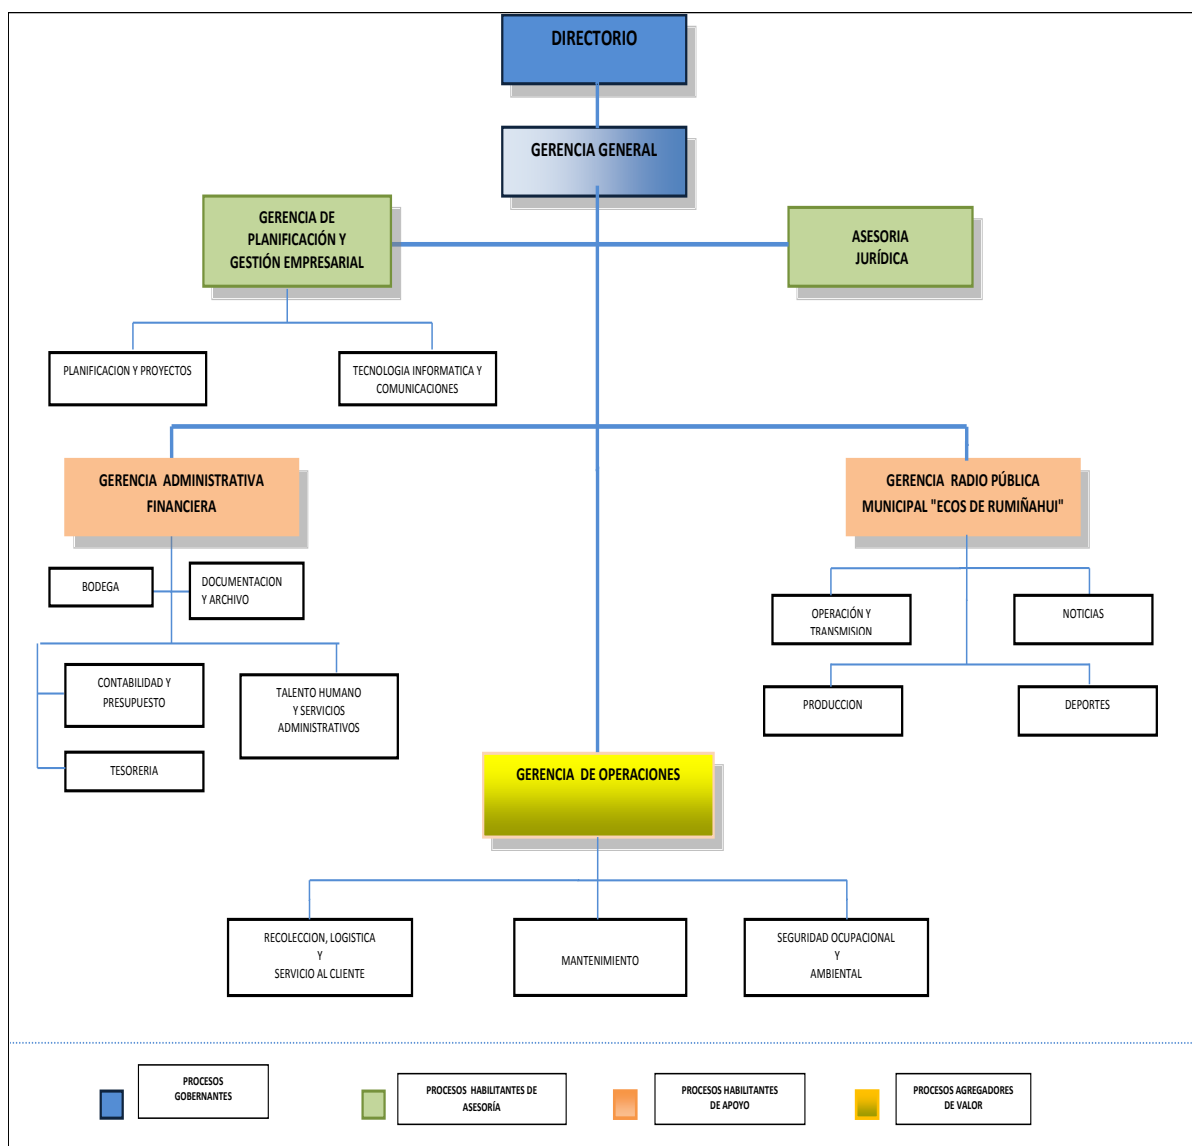 DIRECTORIO
GERENCIA GENERAL
GERENCIA DE
PLANIFICACIÓN Y
GESTIÓN EMPRESARIAL
ASESORIA
JURÍDICA
PLANIFICACION Y PROYECTOS
TECNOLOGIA INFORMATICA Y
COMUNICACIONES
GERENCIA ADMINISTRATIVA
FINANCIERA
GERENCIA RADIO PÚBLICA
MUNICIPAL "ECOS DE RUMIÑAHUI"
BODEGA
DOCUMENTACION
Y ARCHIVO
OPERACIÓN Y
TRANSMISION
NOTICIAS
CONTABILIDAD Y
PRESUPUESTO
TALENTO HUMANO
Y SERVICIOS
ADMINISTRATIVOS
PRODUCCION
DEPORTES
TESORERIA
GERENCIA DE OPERACIONES
RECOLECCION, LOGISTICA
Y
SERVICIO AL CLIENTE
MANTENIMIENTO
SEGURIDAD OCUPACIONAL
Y
AMBIENTAL
PROCESOS
GOBERNANTES
PROCESOS HABILITANTES DE
ASESORÍA
PROCESOS HABILITANTES
DE APOYO
PROCESOS AGREGADORES
DE VALOR